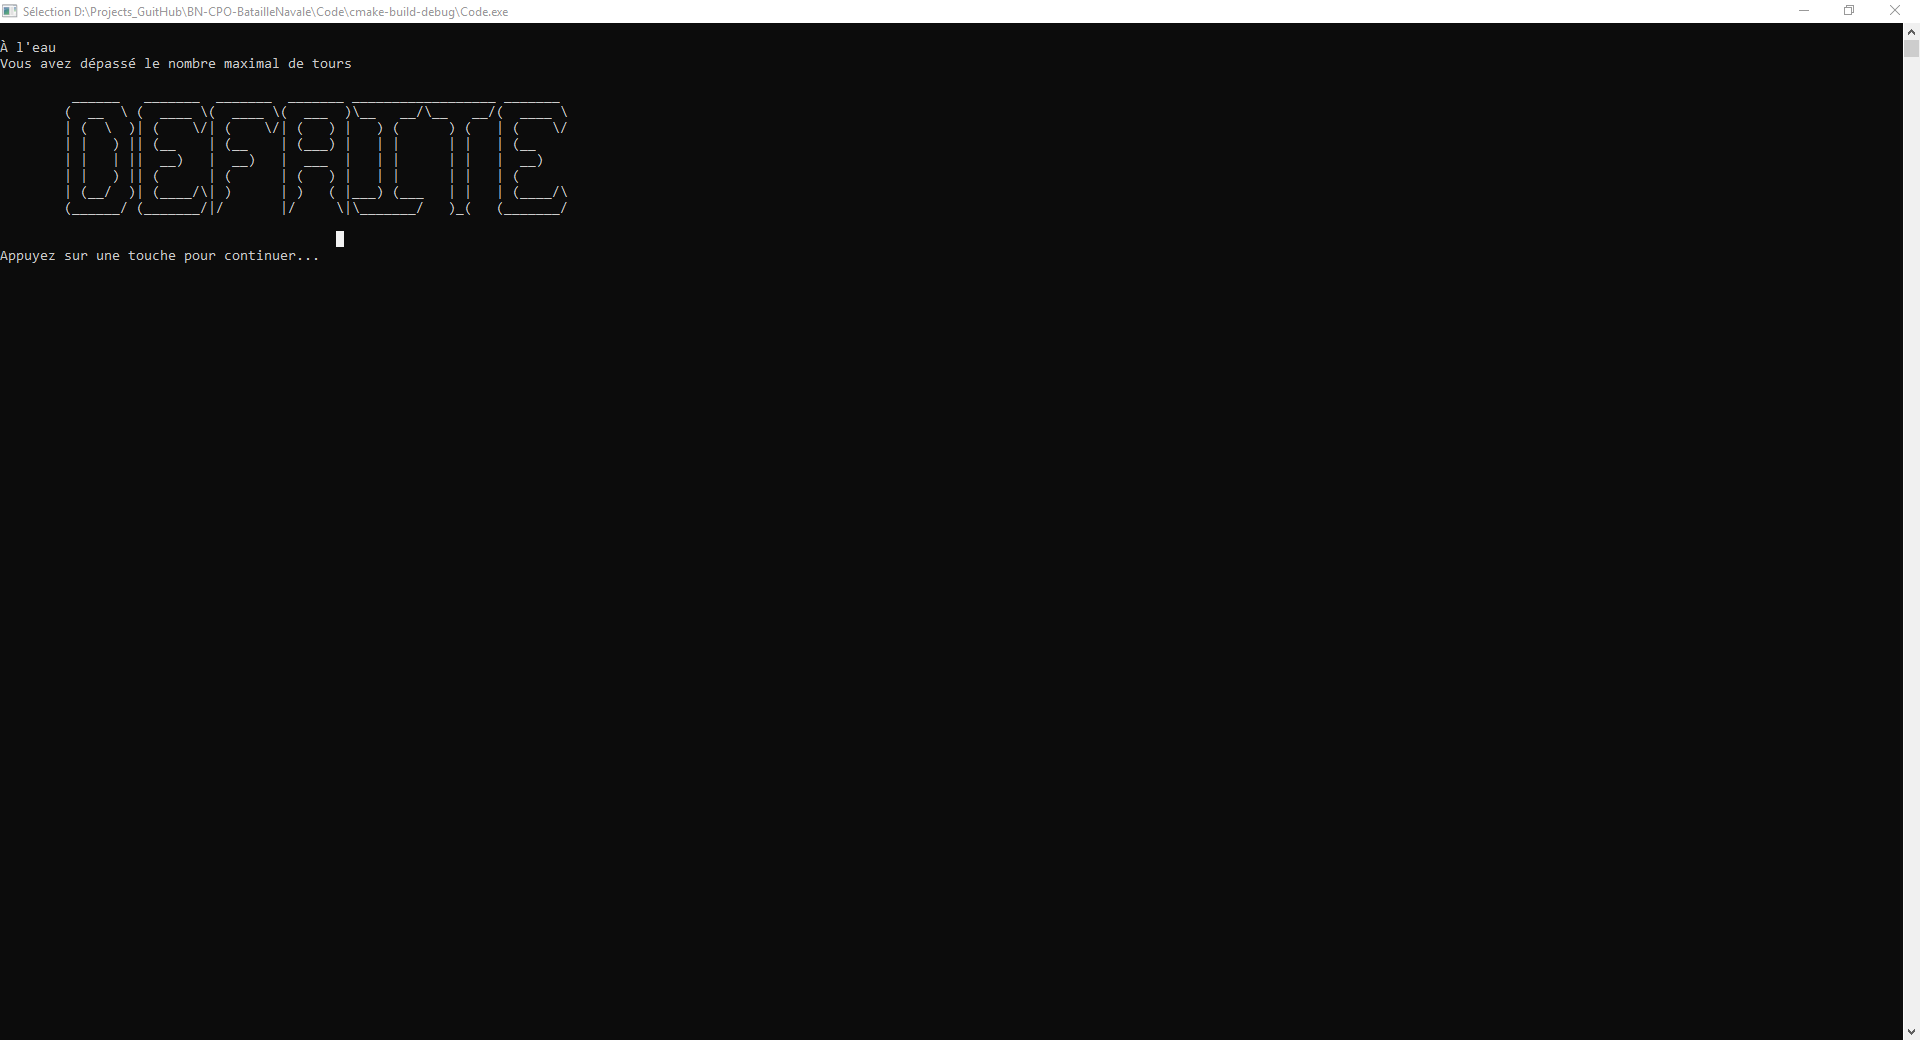 Sélection D:\Projects_GuitHub\BN-CPO-BatailleNavale\Code\cmake-build-debug\Code.exe
À l'eau
Vous avez dépassé le nombre maximal de tours
DEFAITE
Appuyez sur une touche pour continuer...